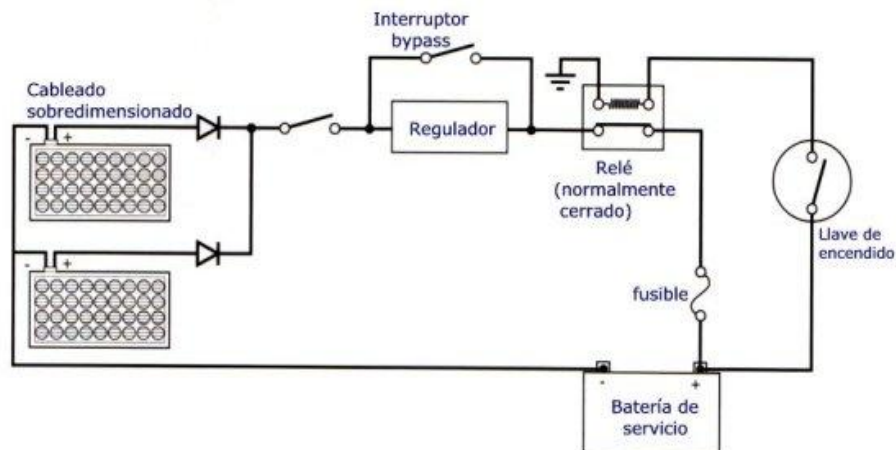 Interruptor
bypass
Cableado
sobredimensionado
- +
Regulador
Relé
(normalmente
cerrado)
Llave de
encendido
- +
fusible
- +
Batería de
servicio